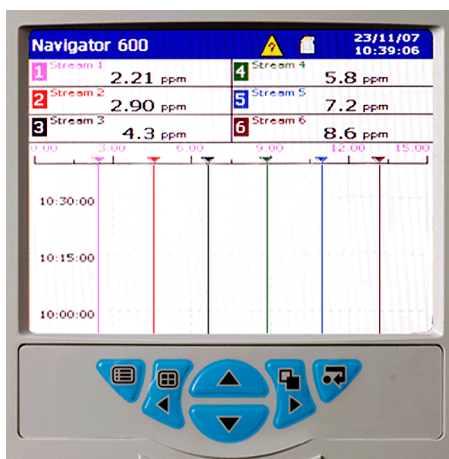 Navigator 600
23/11/07
10:39:06
1 Stream 1 2.21 ppm
4 Stream 4 5.8 ppm
2 Stream 2 2.90 ppm
5 Stream 5 7.2 ppm
3 Stream 3 4.3 ppm
6 Stream 6 8.6 ppm
0.00 3.00 6.00 9.00 12.00 15.00
10:30:00
10:15:00
10:00:00